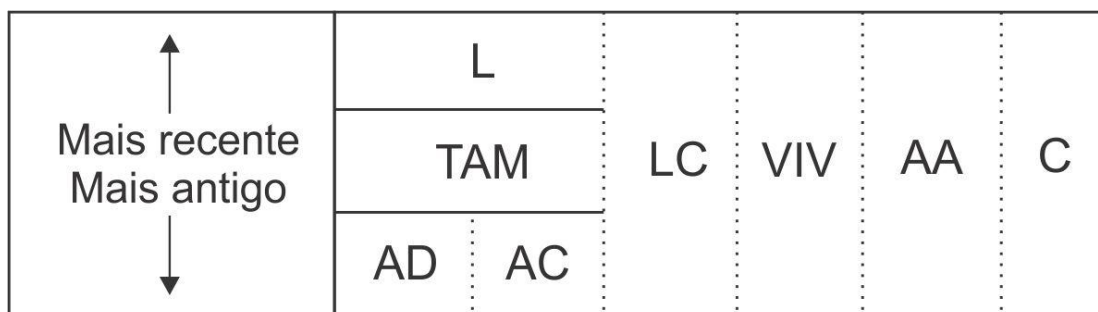 L
Mais recente
Mais antigo
TAM
LC
VIV
AA
C
AD
AC